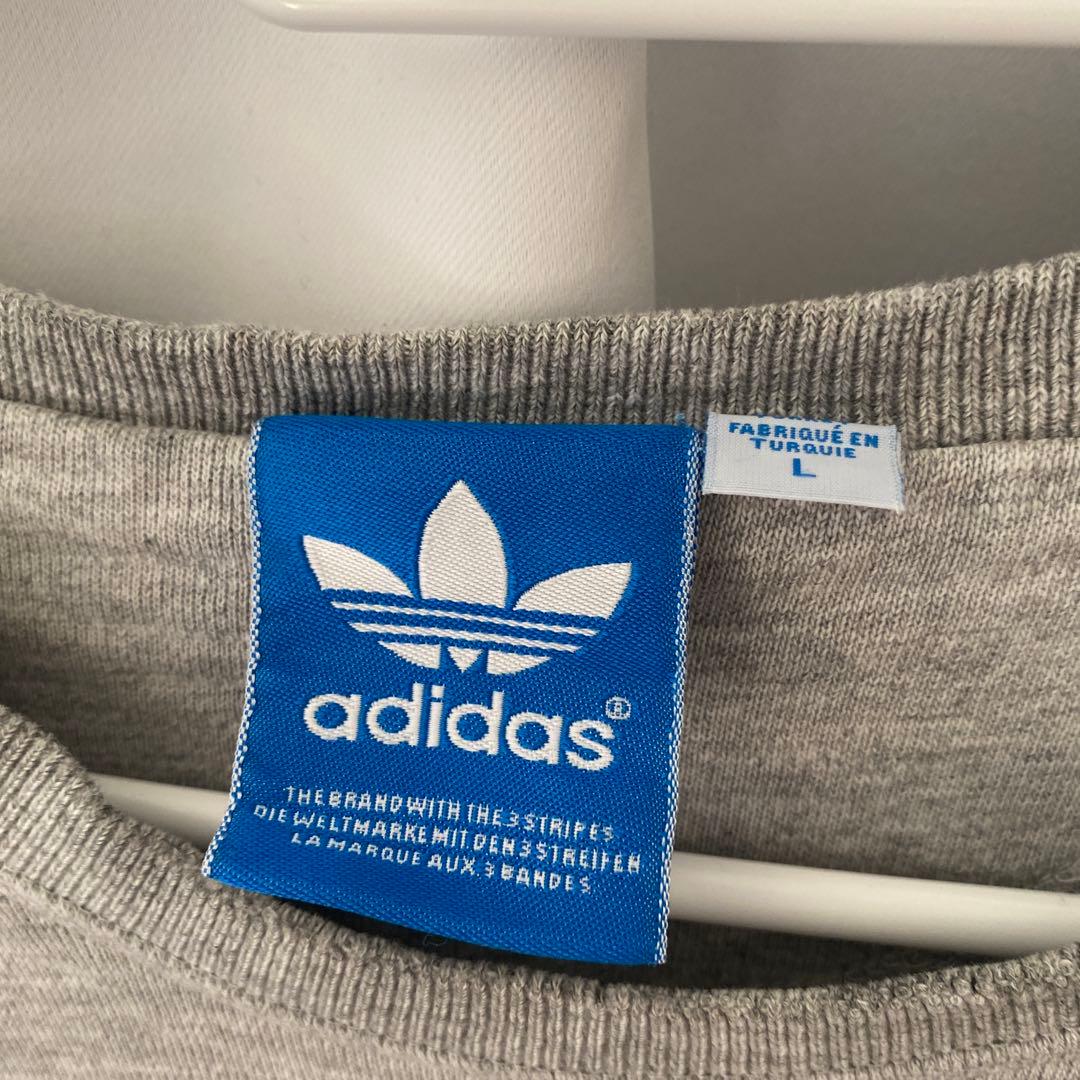 FABRIQUÉ EN
TURQUIE
L
adidas®
THE BRAND WITH THE 3 STRIPES
DIE WELTMARKE MIT DEN 3 STREIFEN
LA MARQUE AUX 3 BANDES